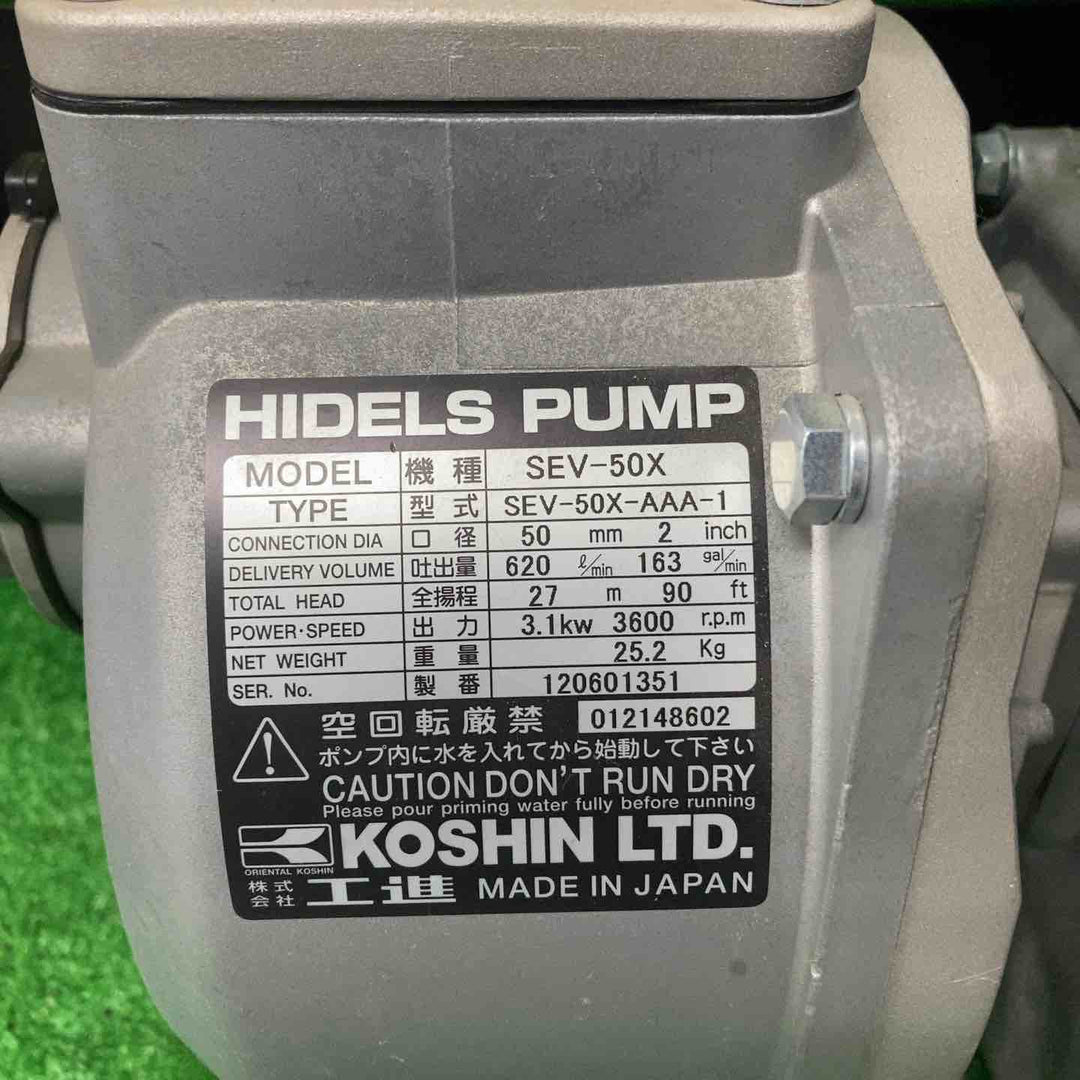 HIDELS PUMP
MODEL 機種 SEV-50X
TYPE 型式 SEV-50X-AAA-1
CONNECTION DIA 口径 50 mm 2 inch
DELIVERY VOLUME 吐出量 620 ℓ/min 163 gal/min
TOTAL HEAD 全揚程 27 m 90 ft
POWER·SPEED 出力 3.1kw 3600 r.p.m
NET WEIGHT 重量 25.2 Kg
SER. No. 製番 120601351
空回転厳禁 012148602
ポンプ内に水を入れてから始動して下さい
CAUTION DON'T RUN DRY
Please pour priming water fully before running
KOSHIN LTD.
ORIENTAL KOSHIN
株式会社 工進 MADE IN JAPAN